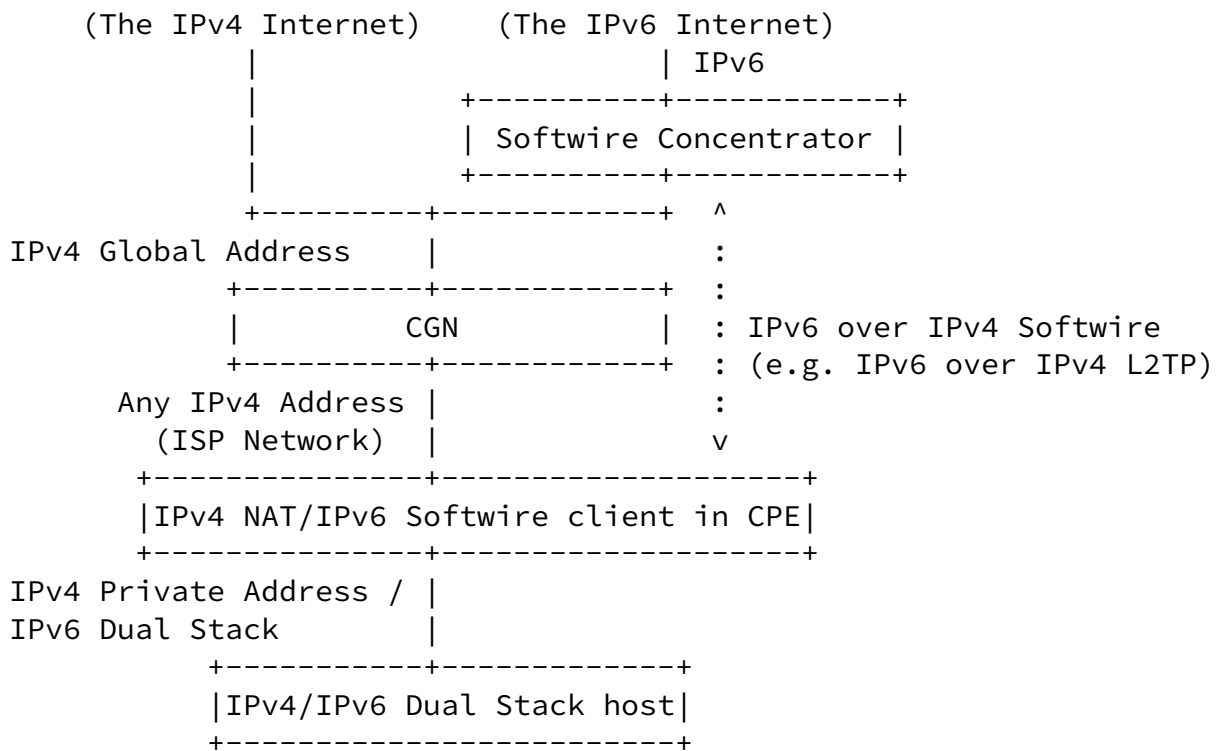 (The IPv4 Internet) (The IPv6 Internet)
| | IPv6
| +----------+------------+
| | Softwire Concentrator |
| +----------+------------+
+---------+------------+ ^
IPv4 Global Address | :
+----------+------------+ :
| CGN | : IPv6 over IPv4 Softwire
+----------+------------+ : (e.g. IPv6 over IPv4 L2TP)
Any IPv4 Address | :
(ISP Network) | v
+---------------+--------------------+
|IPv4 NAT/IPv6 Softwire client in CPE|
+---------------+--------------------+
IPv4 Private Address / |
IPv6 Dual Stack |
+-----------+-------------+
|IPv4/IPv6 Dual Stack host|
+-------------------------+